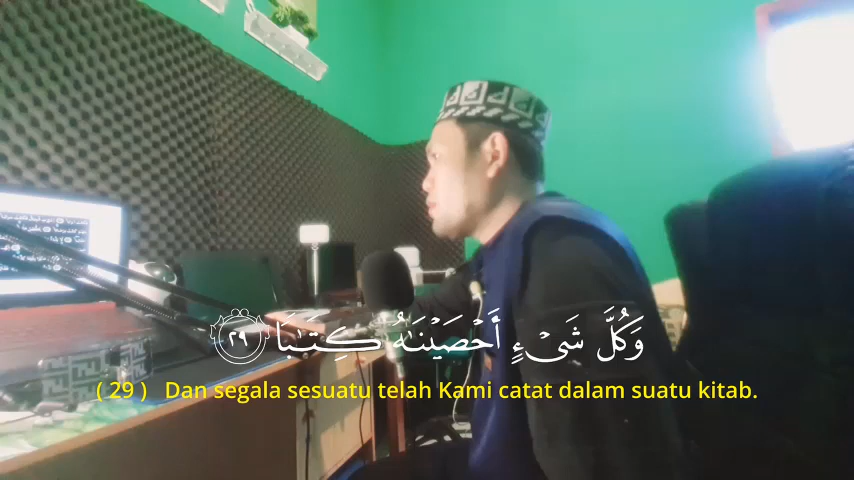 وَكُلَّ شَىْءٍ أَحْصَيْنَـٰهُ كِتَـٰبًا ٢٩
( 29 ) Dan segala sesuatu telah Kami catat dalam suatu kitab.